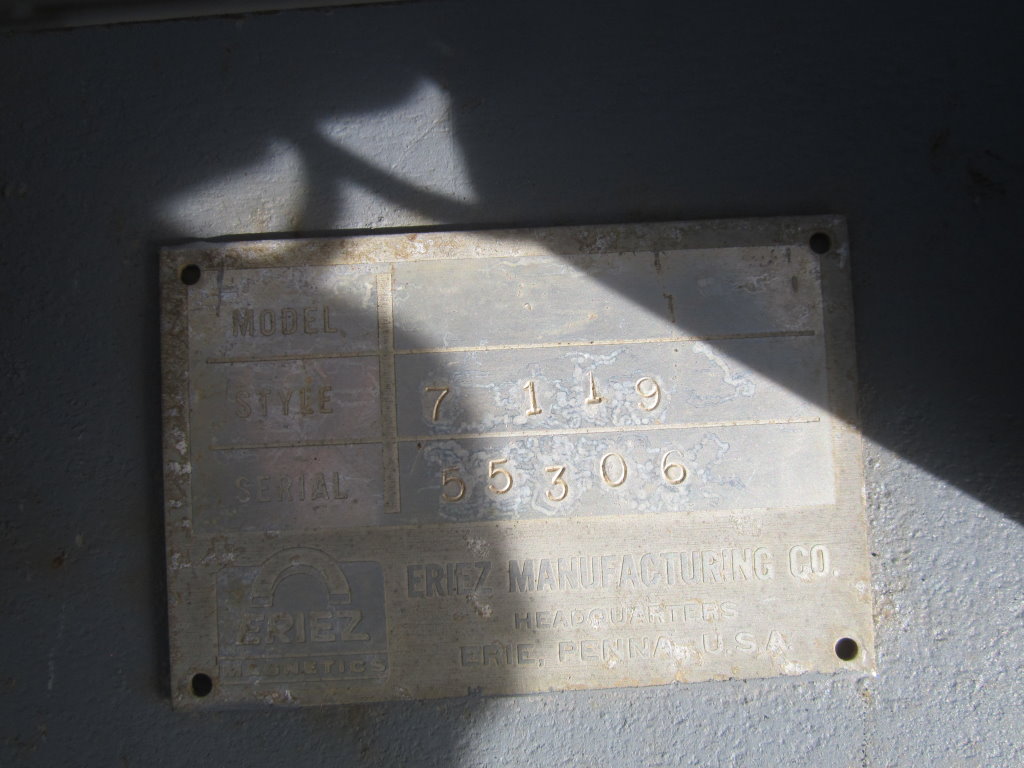 MODEL
STYLE 7 119
SERIAL 55306
ERIEZ MANUFACTURING CO.
HEADQUARTERS
ERIE, PENNA., U.S.A.
ERIEZ
MAGNETICS